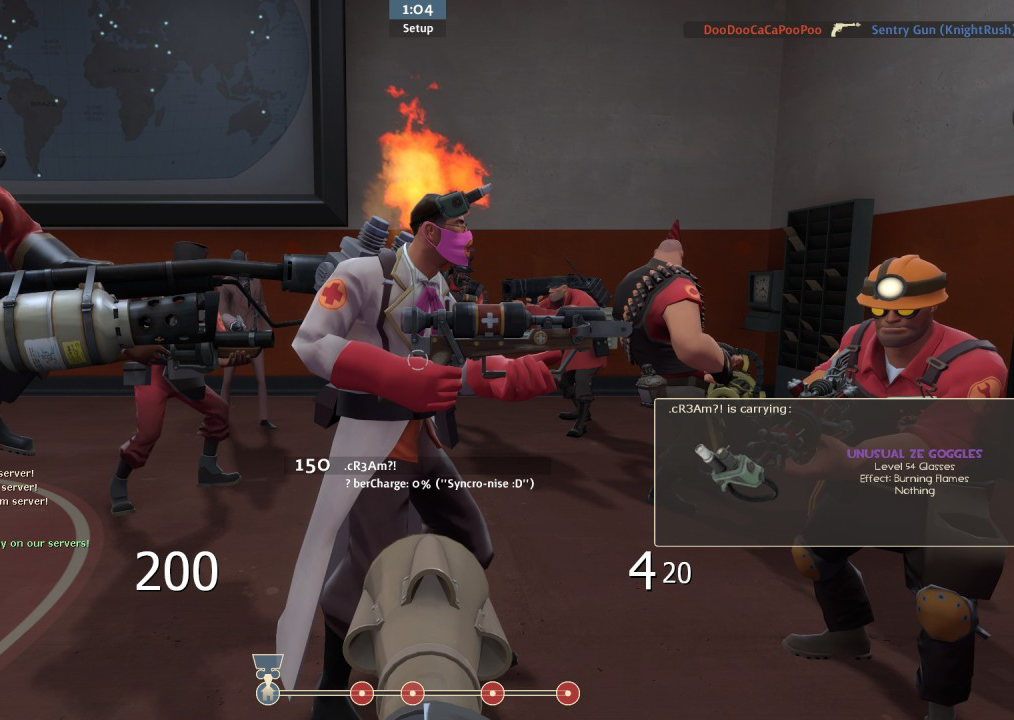 1:04
Setup
DooDooCaCaPooPoo Sentry Gun (KnightRush)
.cR3Am?! is carrying:
UNUSUAL ZE GOGGLES
Level 54 Glasses
Effect: Burning Flames
Nothing
150 .cR3Am?!
? berCharge: 0% ("Syncro-nise :D")
server!
server!
m server!
y on our servers!
200
4 20